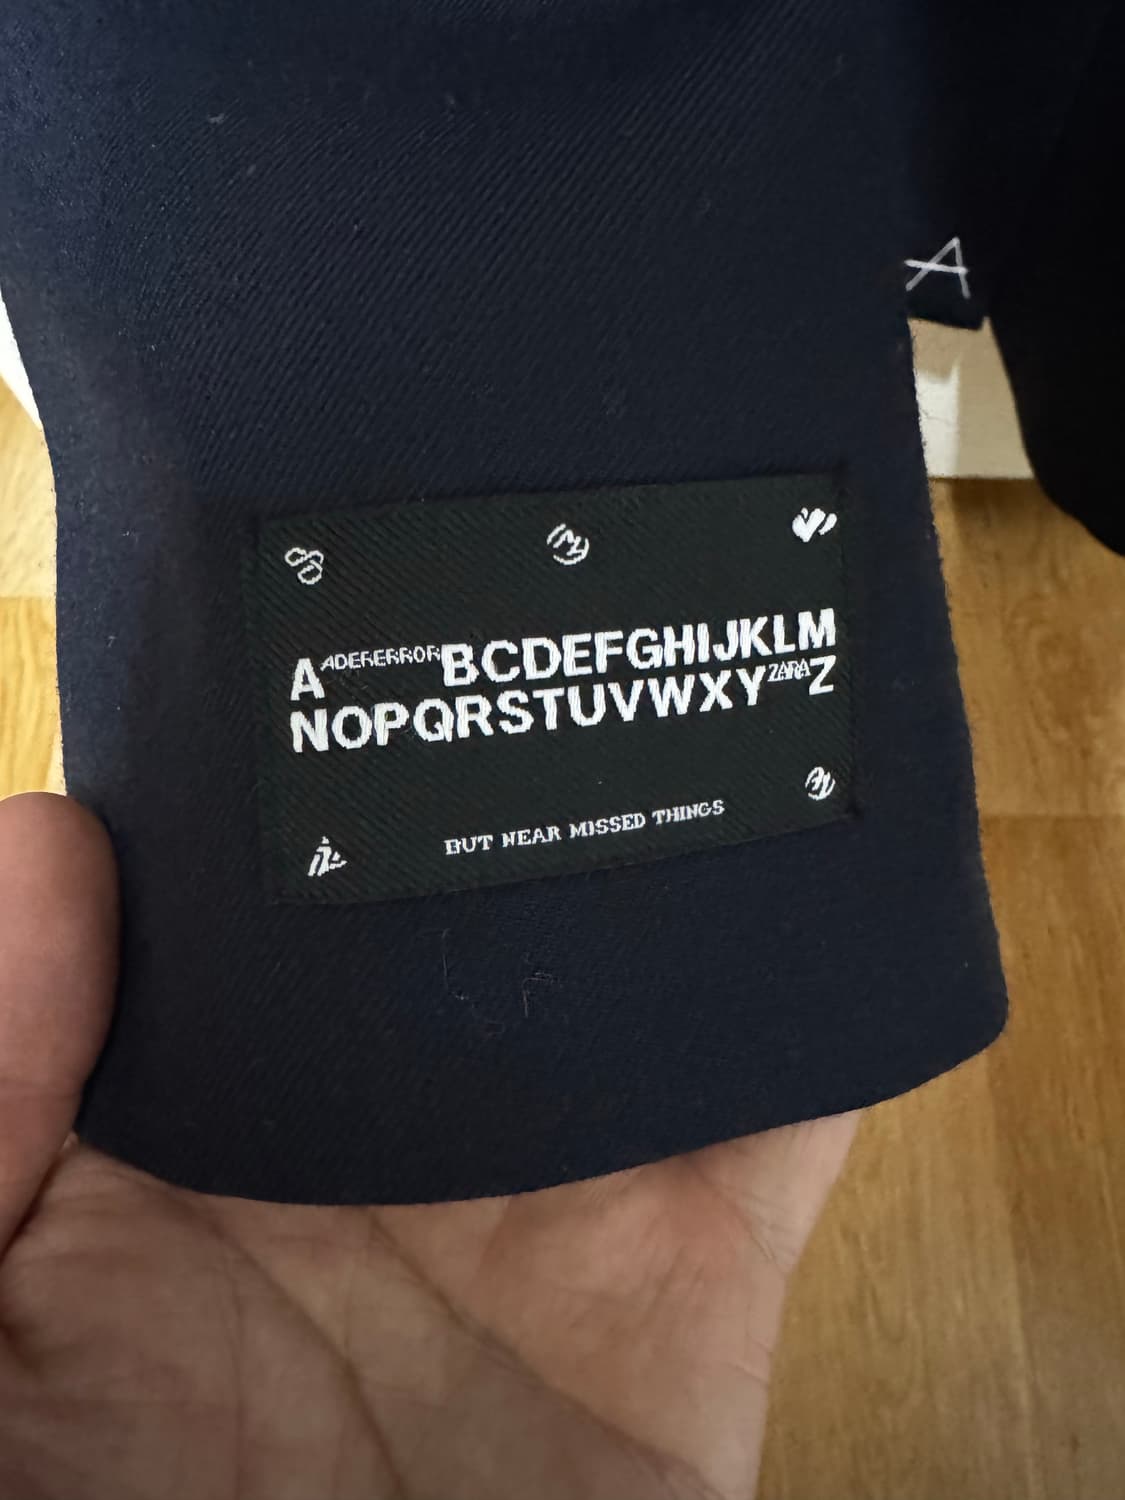 A
A ADERERROR BCDEFGHIJKLM
NOPQRSTUVWXY ZARA Z
BUT NEAR MISSED THINGS